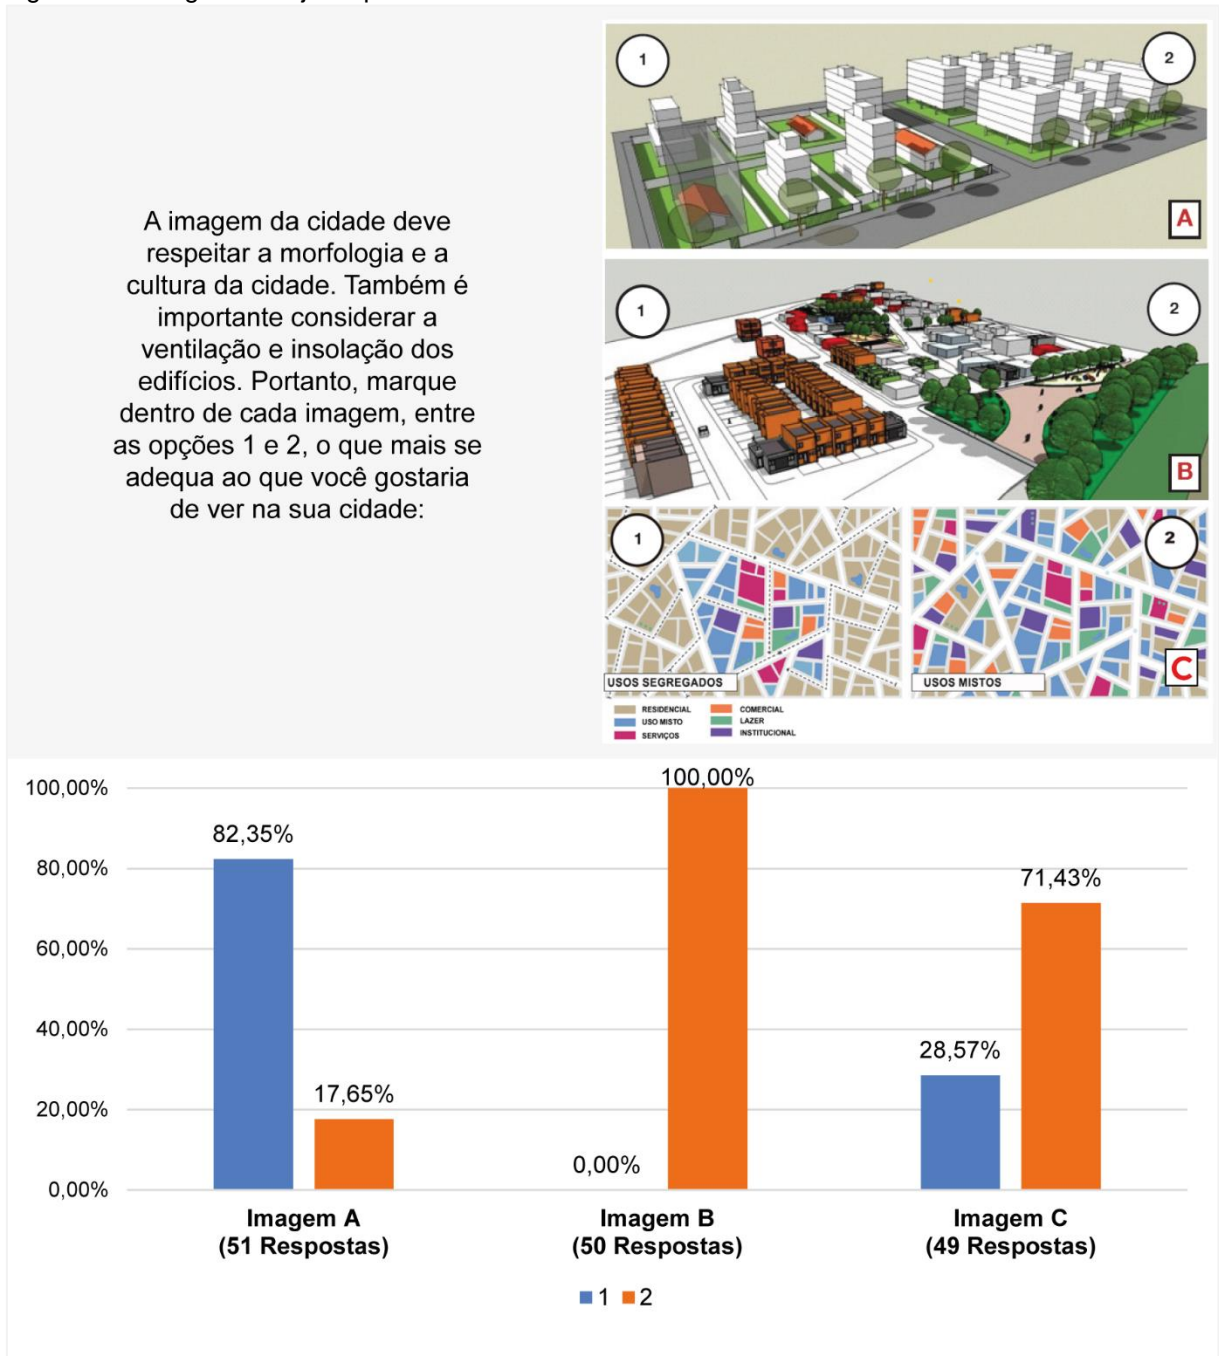 A imagem da cidade deve
respeitar a morfologia e a
cultura da cidade. Também é
importante considerar a
ventilação e insolação dos
edifícios. Portanto, marque
dentro de cada imagem, entre
as opções 1 e 2, o que mais se
adequa ao que você gostaria
de ver na sua cidade:
1
2
A
1
2
B
1
2
C
USOS SEGREGADOS
USOS MISTOS
RESIDENCIAL
COMERCIAL
USO MISTO
LAZER
SERVIÇOS
INSTITUCIONAL
100,00%
80,00%
60,00%
40,00%
20,00%
0,00%
82,35%
17,65%
0,00%
100,00%
28,57%
71,43%
Imagem A
(51 Respostas)
Imagem B
(50 Respostas)
Imagem C
(49 Respostas)
1 2